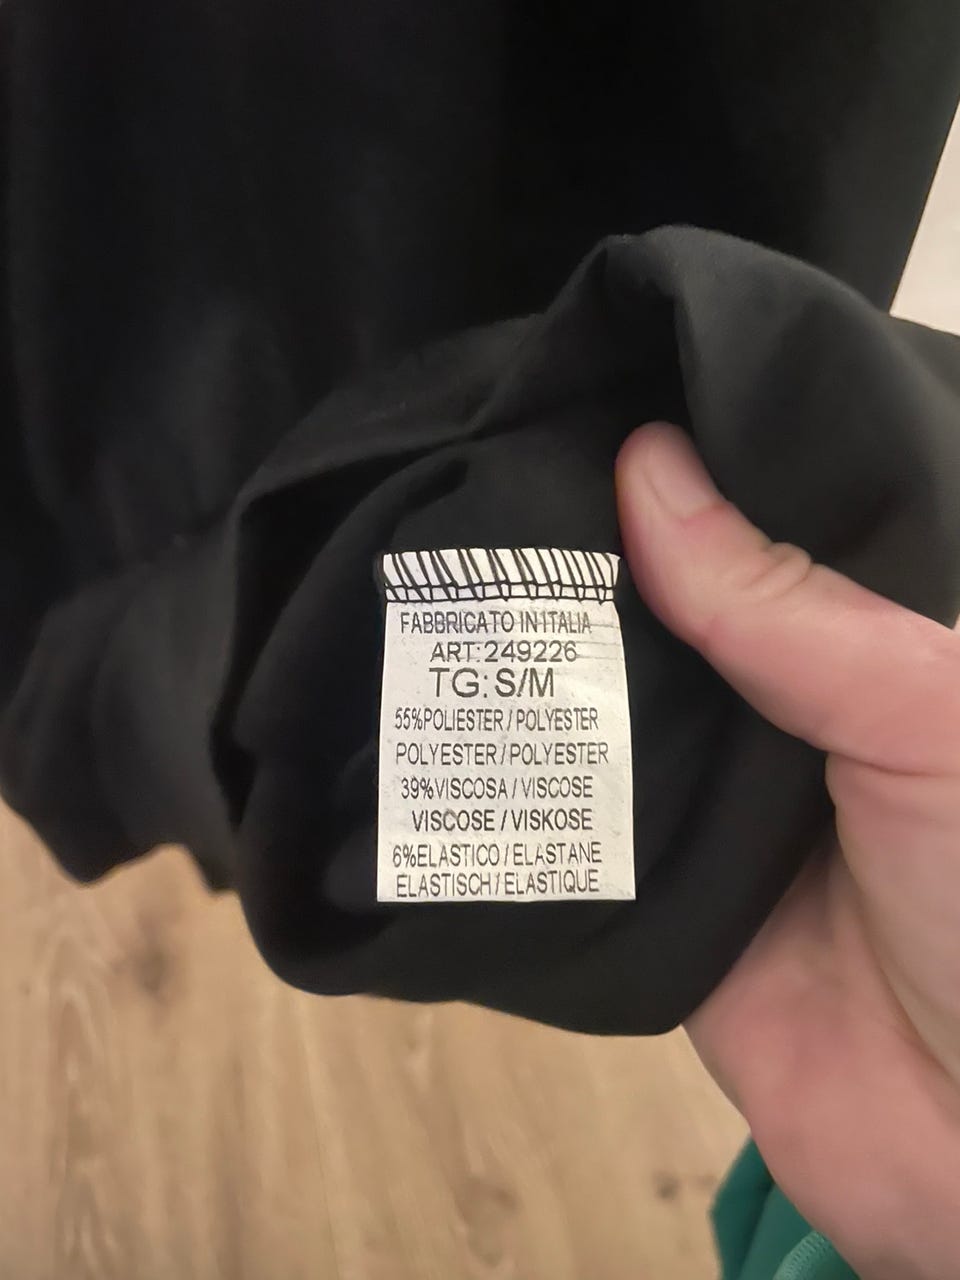 FABBRICATO IN ITALIA
ART: 249226
TG: S/M
55%POLIESTER / POLYESTER
POLYESTER / POLYESTER
39%VISCOSA / VISCOSE
VISCOSE / VISKOSE
6%ELASTICO / ELASTANE
ELASTISCH / ELASTIQUE